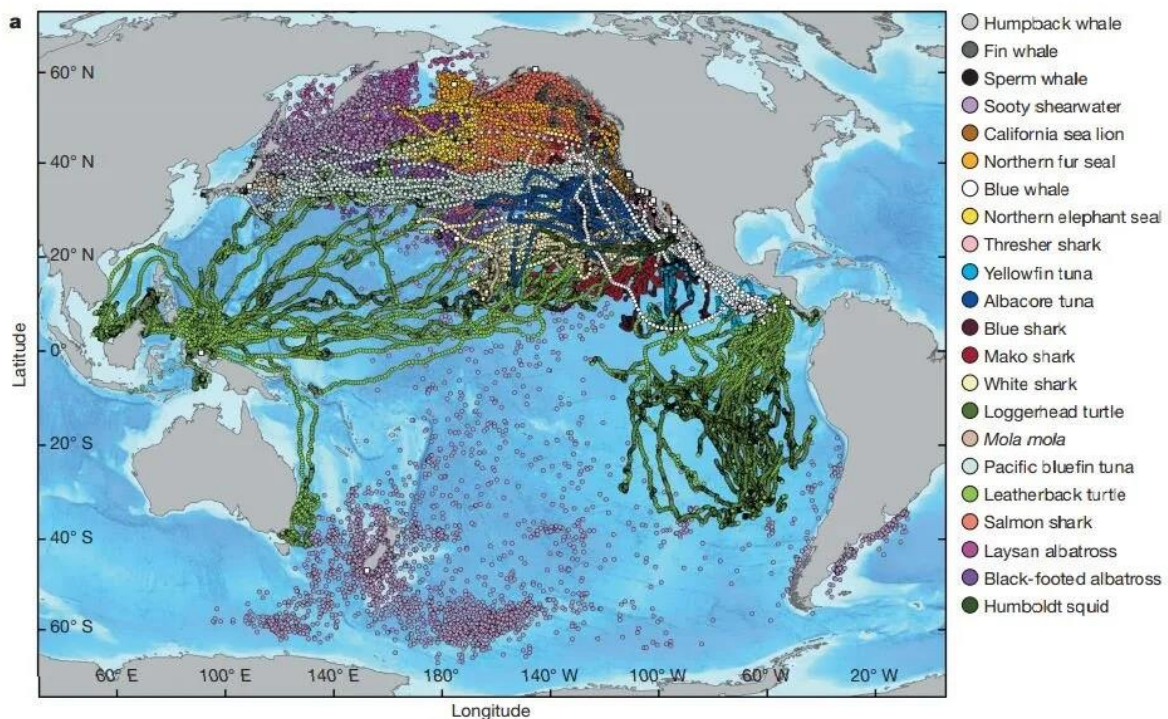 a
60° N
40° N
20° N
0°
20° S
40° S
60° S
Latitude
60° E
100° E
140° E
180°
140° W
100° W
60° W
20° W
Longitude
Humpback whale
Fin whale
Sperm whale
Sooty shearwater
California sea lion
Northern fur seal
Blue whale
Northern elephant seal
Thresher shark
Yellowfin tuna
Albacore tuna
Blue shark
Mako shark
White shark
Loggerhead turtle
Mola mola
Pacific bluefin tuna
Leatherback turtle
Salmon shark
Laysan albatross
Black-footed albatross
Humboldt squid